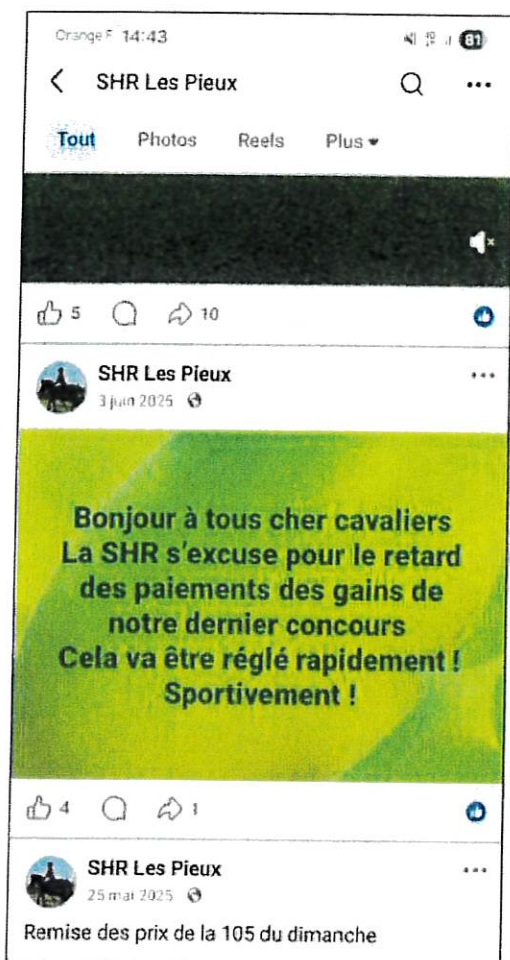 Orange F 14:43
81
SHR Les Pieux
Tout Photos Reels Plus
5 10
SHR Les Pieux
3 juin 2025
Bonjour à tous cher cavaliers
La SHR s'excuse pour le retard
des paiements des gains de
notre dernier concours
Cela va être réglé rapidement !
Sportivement !
4 1
SHR Les Pieux
25 mai 2025
Remise des prix de la 105 du dimanche